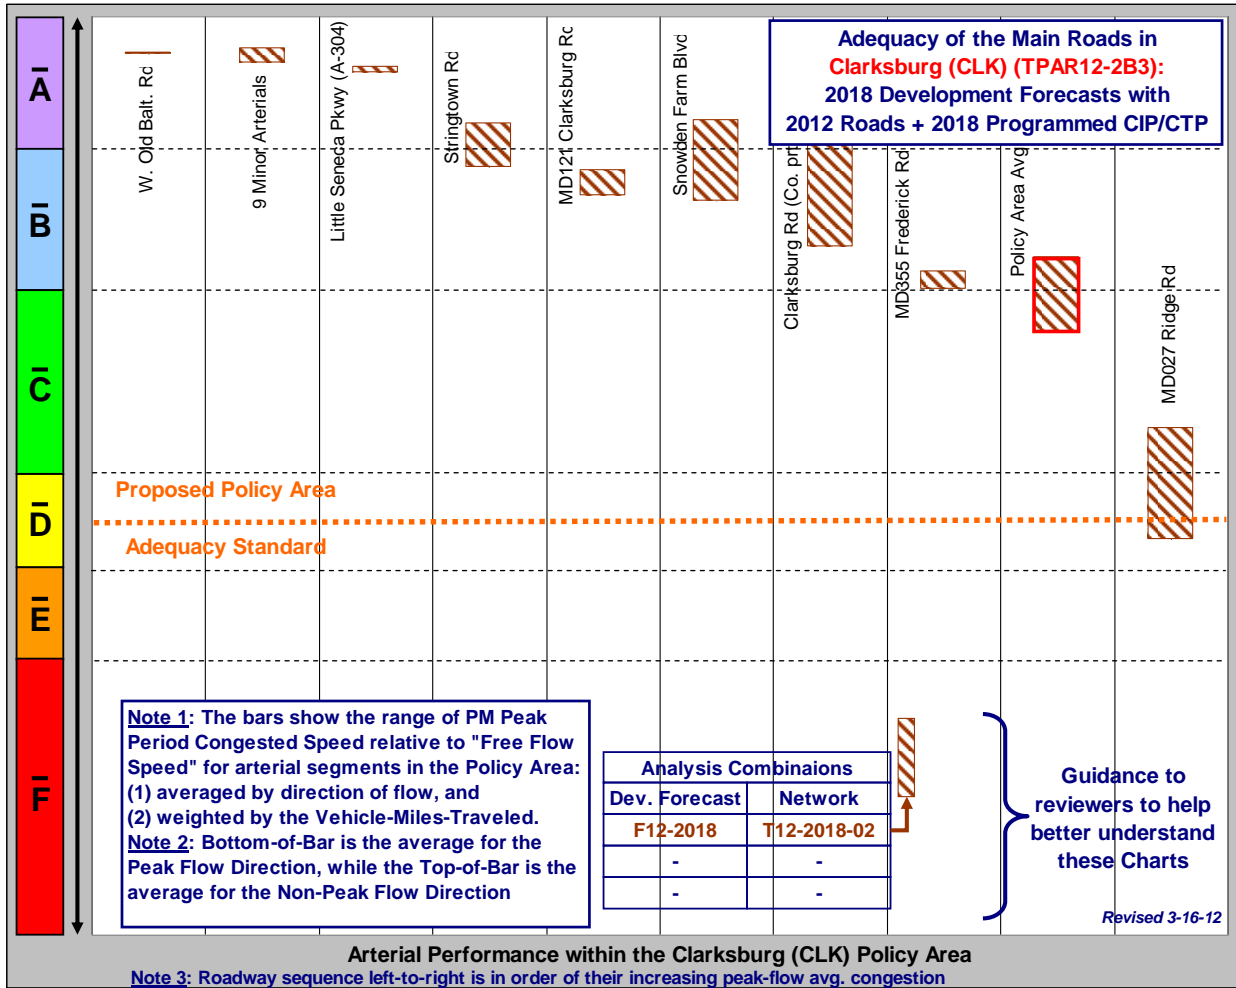 Adequacy of the Main Roads in
Clarksburg (CLK) (TPAR12-2B3):
2018 Development Forecasts with
2012 Roads + 2018 Programmed CIP/CTP
A
B
C
D
E
F
W. Old Balt. Rd
9 Minor Arterials
Little Seneca Pkwy (A-304)
Stringtown Rd
MD121 Clarksburg Rd
Snowden Farm Blvd
Clarksburg Rd (Co. prt
MD355 Frederick Rd
Policy Area Avg
MD027 Ridge Rd
Proposed Policy Area
Adequacy Standard
Note 1: The bars show the range of PM Peak
Period Congested Speed relative to "Free Flow
Speed" for arterial segments in the Policy Area:
(1) averaged by direction of flow, and
(2) weighted by the Vehicle-Miles-Traveled.
Note 2: Bottom-of-Bar is the average for the
Peak Flow Direction, while the Top-of-Bar is the
average for the Non-Peak Flow Direction
Analysis Combinaions
Dev. Forecast Network
F12-2018 T12-2018-02
- -
- -
Guidance to
reviewers to help
better understand
these Charts
Revised 3-16-12
Arterial Performance within the Clarksburg (CLK) Policy Area
Note 3: Roadway sequence left-to-right is in order of their increasing peak-flow avg. congestion